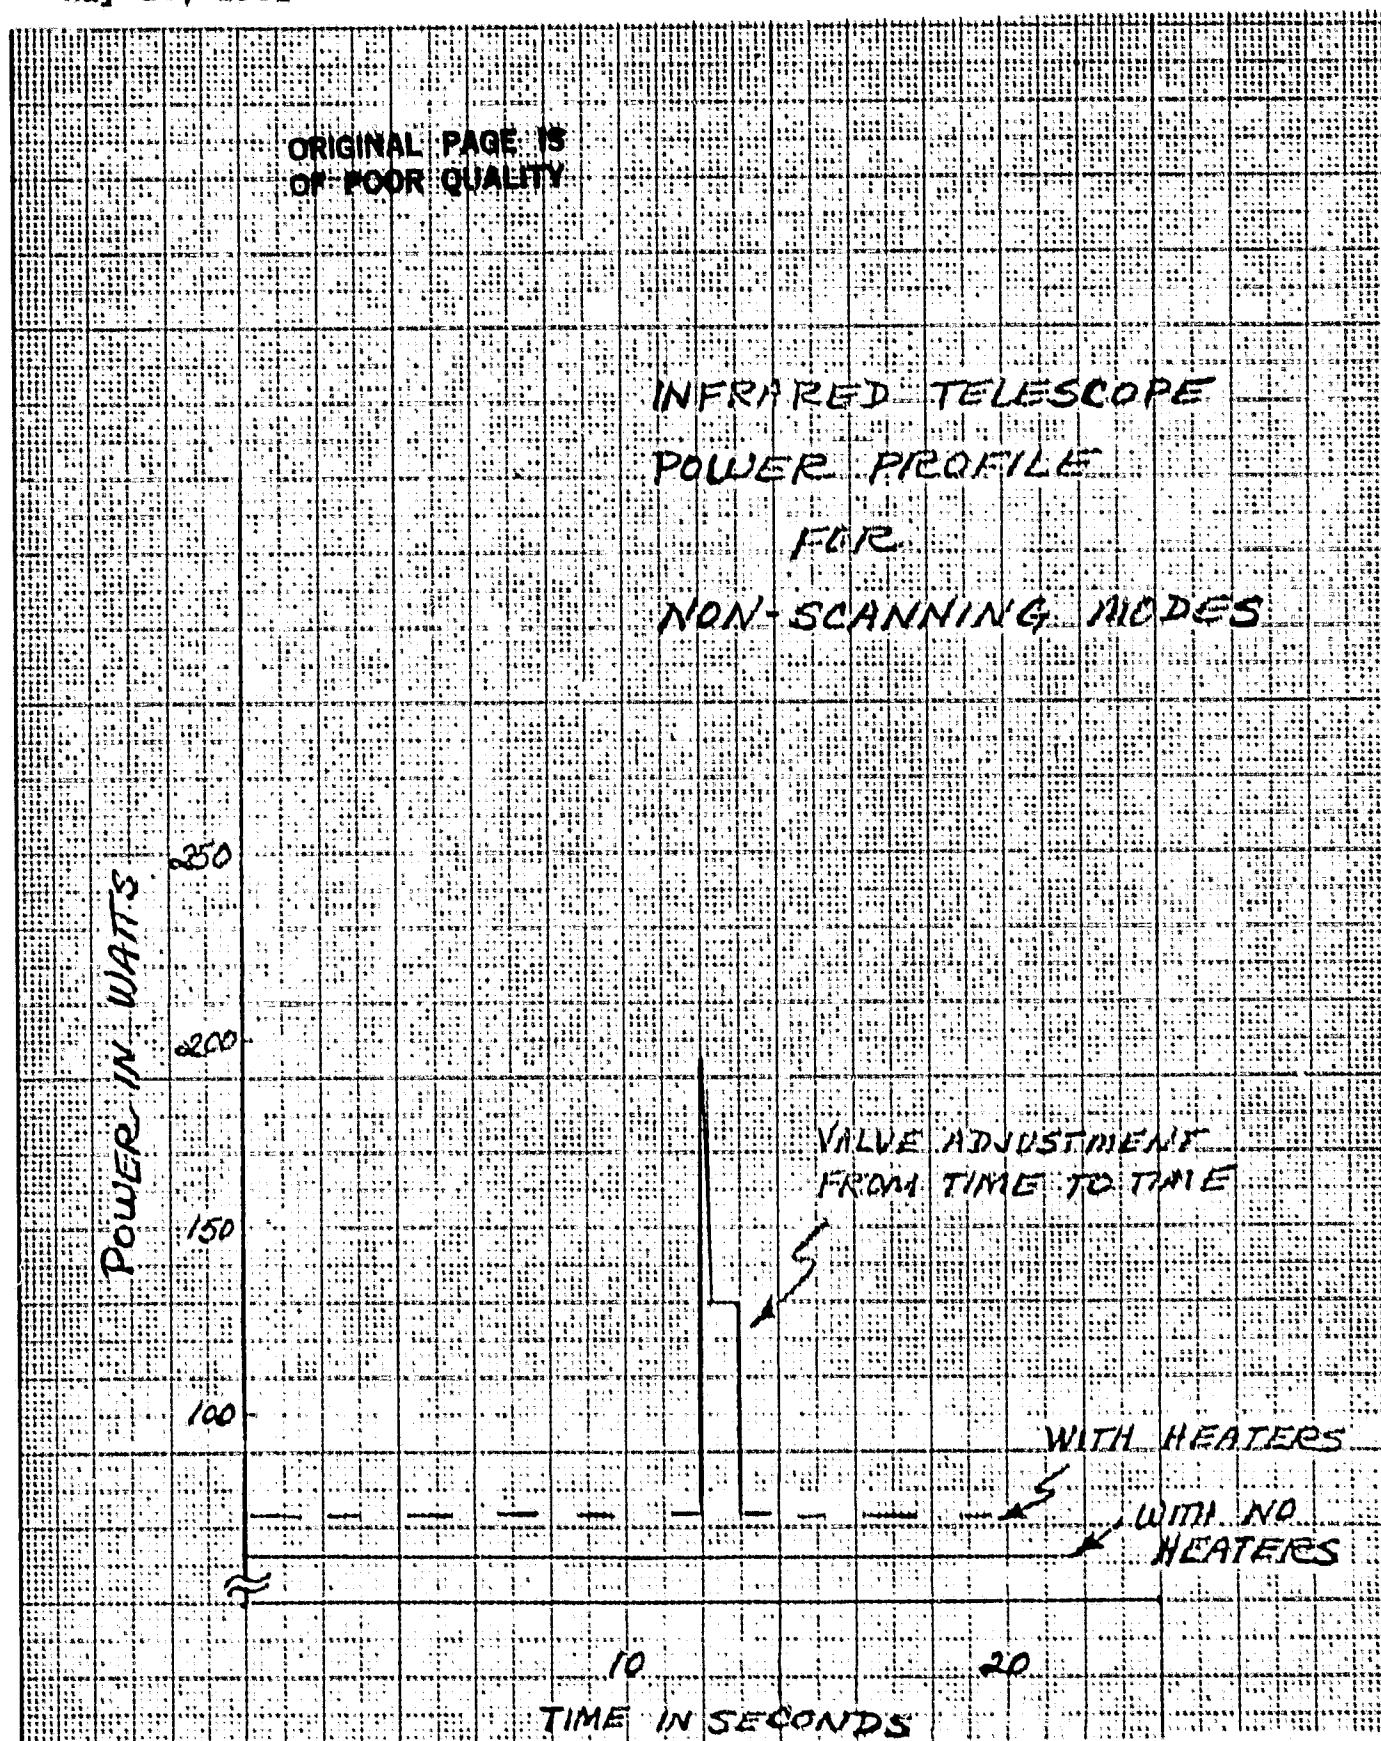 ORIGINAL PAGE IS
OF POOR QUALITY
INFRARED TELESCOPE
POWER PROFILE
FOR
NON-SCANNING MODES
250
200
150
100
POWER IN WATTS
VALVE ADJUSTMENT
FROM TIME TO TIME
WITH HEATERS
WITH NO
HEATERS
10
20
TIME IN SECONDS